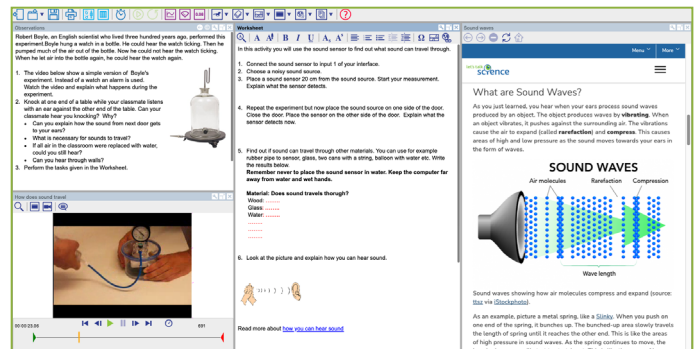 Observations
Robert Boyle, an English scientist who lived three hundred years ago, performed this
experiment.Boyle hung a watch in a bottle. He could hear the watch ticking. Then he
pumped much of the air out of the bottle. Now he could not hear the watch ticking.
When he let air into the bottle again, he could hear the watch again.
1. The video below show a simple version of Boyle's
experiment. Instead of a watch an alarm is used.
Watch the video and explain what happens during the
experiment.
2. Knock at one end of a table while your classmate listens
with an ear against the other end of the table. Can your
classmate hear you knocking? Why?
• Can you explain how the sound from next door gets
to your ears?
• What is necessary for sounds to travel?
• If all air in the classroom were replaced with water,
could you still hear?
• Can you hear through walls?
3. Perform the tasks given in the Worksheet.
How does sound travel
00:00:23.06
691
Worksheet
In this activity you will use the sound sensor to find out what sound can travel through.
1. Connect the sound sensor to input 1 of your interface.
2. Choose a noisy sound source.
3. Place a sound sensor 20 cm from the sound source. Start your measurement.
Explain what the sensor detects.
4. Repeat the experiment but now place the sound source on one side of the door.
Close the door. Place the sensor on the other side of the door. Explain what the
sensor detects now.
5. Find out if sound can travel through other materials. You can use for example
rubber pipe to sensor, glass, two cans with a string, balloon with water etc. Write
the results below.
Remember never to place the sound sensor in water. Keep the computer far
away from water and wet hands.
Material: Does sound travels thorugh?
Wood: .......
Glass: ........
Water: ........
........
........
........
6. Look at the picture and explain how you can hear sound.
Read more about how you can hear sound
Sound waves
Menu
More
let's talk science
What are Sound Waves?
As you just learned, you hear when your ears process sound waves
produced by an object. The object produces waves by vibrating. When
an object vibrates, it pushes against the surrounding air. The vibrations
cause the air to expand (called rarefaction) and compress. This causes
areas of high and low pressure as the sound moves towards your ears in
the form of waves.
SOUND WAVES
Air molecules Rarefaction Compression
Wave length
Sound waves showing how air molecules compress and expand (source:
ttsz via iStockphoto).
As an example, picture a metal spring, like a Slinky. When you push on
one end of the spring, it bunches up. The bunched-up area slowly travels
the length of spring until it reaches the other end. This is like the areas
of high pressure in sound waves. As the spring continues to move, the